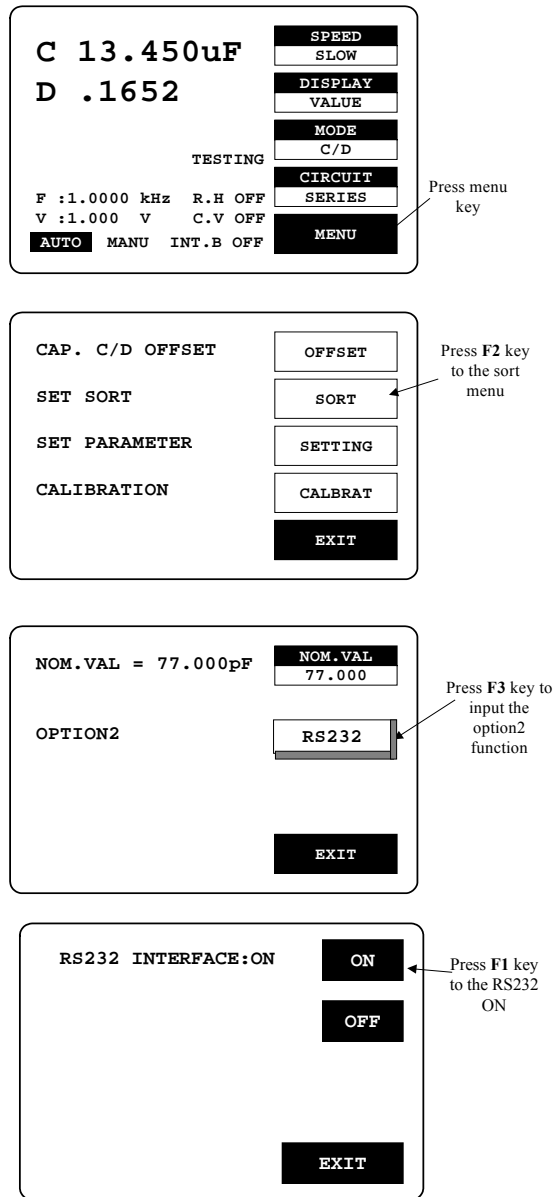 C 13.450uF
D .1652
TESTING
F :1.0000 kHz R.H OFF
V :1.000 V C.V OFF
AUTO MANU INT.B OFF
SPEED
SLOW
DISPLAY
VALUE
MODE
C/D
CIRCUIT
SERIES
MENU
Press menu
key
CAP. C/D OFFSET
OFFSET
SET SORT
SORT
SET PARAMETER
SETTING
CALIBRATION
CALBRAT
EXIT
Press F2 key
to the sort
menu
NOM.VAL = 77.000pF
NOM.VAL
77.000
OPTION2
RS232
EXIT
Press F3 key to
input the
option2
function
RS232 INTERFACE:ON
ON
OFF
EXIT
Press F1 key
to the RS232
ON